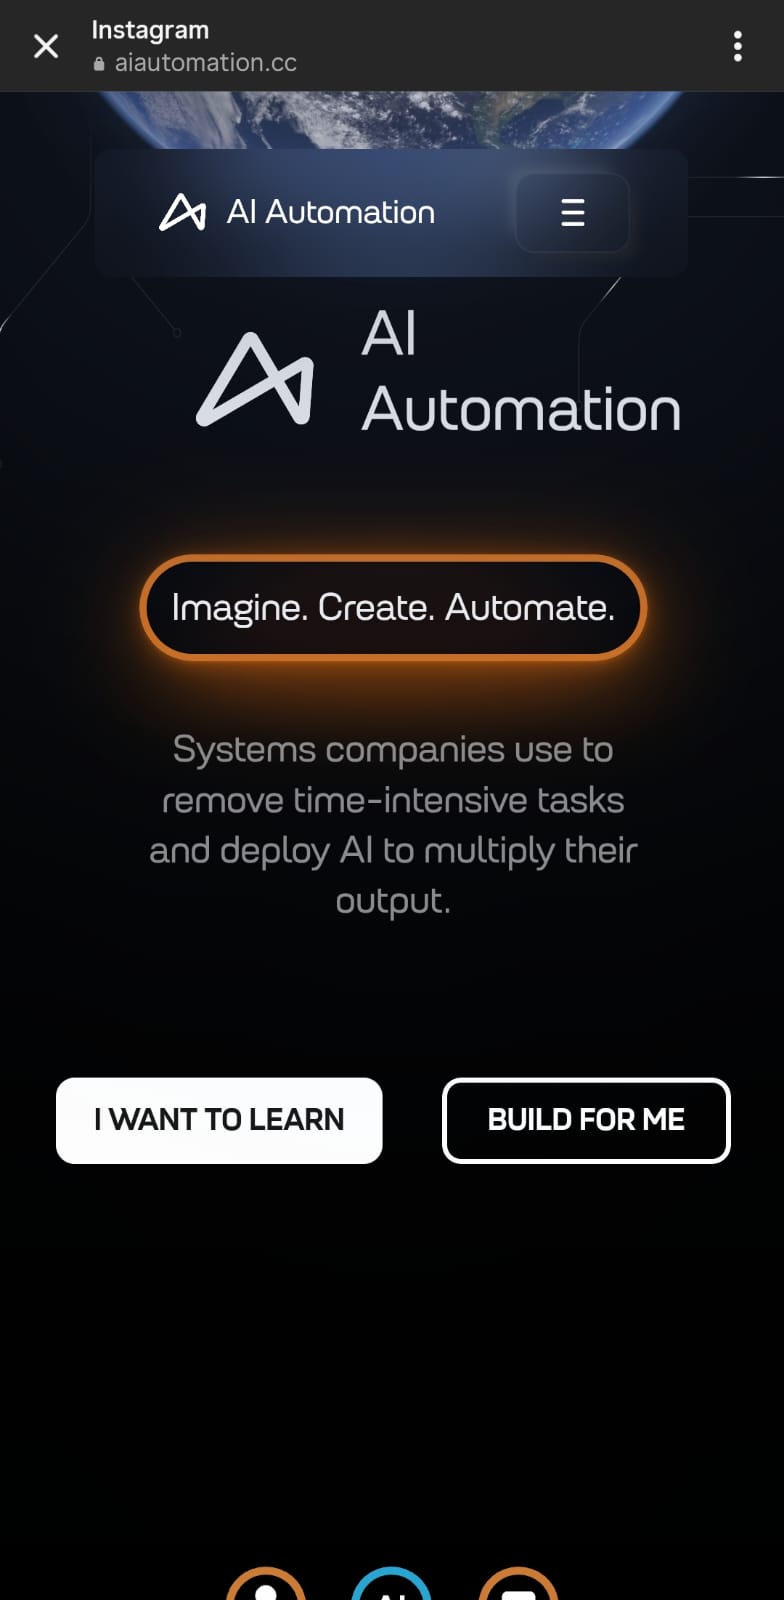 Instagram
aiautomation.cc
AI Automation
AI
Automation
Imagine. Create. Automate.
Systems companies use to
remove time-intensive tasks
and deploy AI to multiply their
output.
I WANT TO LEARN
BUILD FOR ME
AI